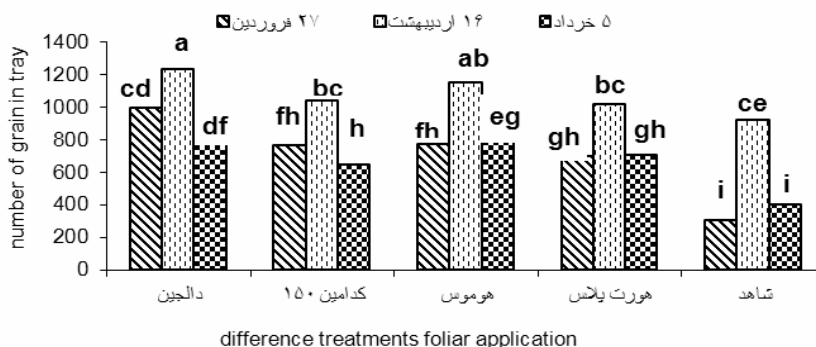 ۲۷ فروردین ۱۶ اردیبهشت ۵ خرداد
number of grain in tray
1400
1200
1000
800
600
400
200
0
cd a df
fh bc h
fh ab eg
gh bc gh
i ce i
دالجین کدامین ۱۵۰ هوموس هورت پلاس شاهد
difference treatments foliar application